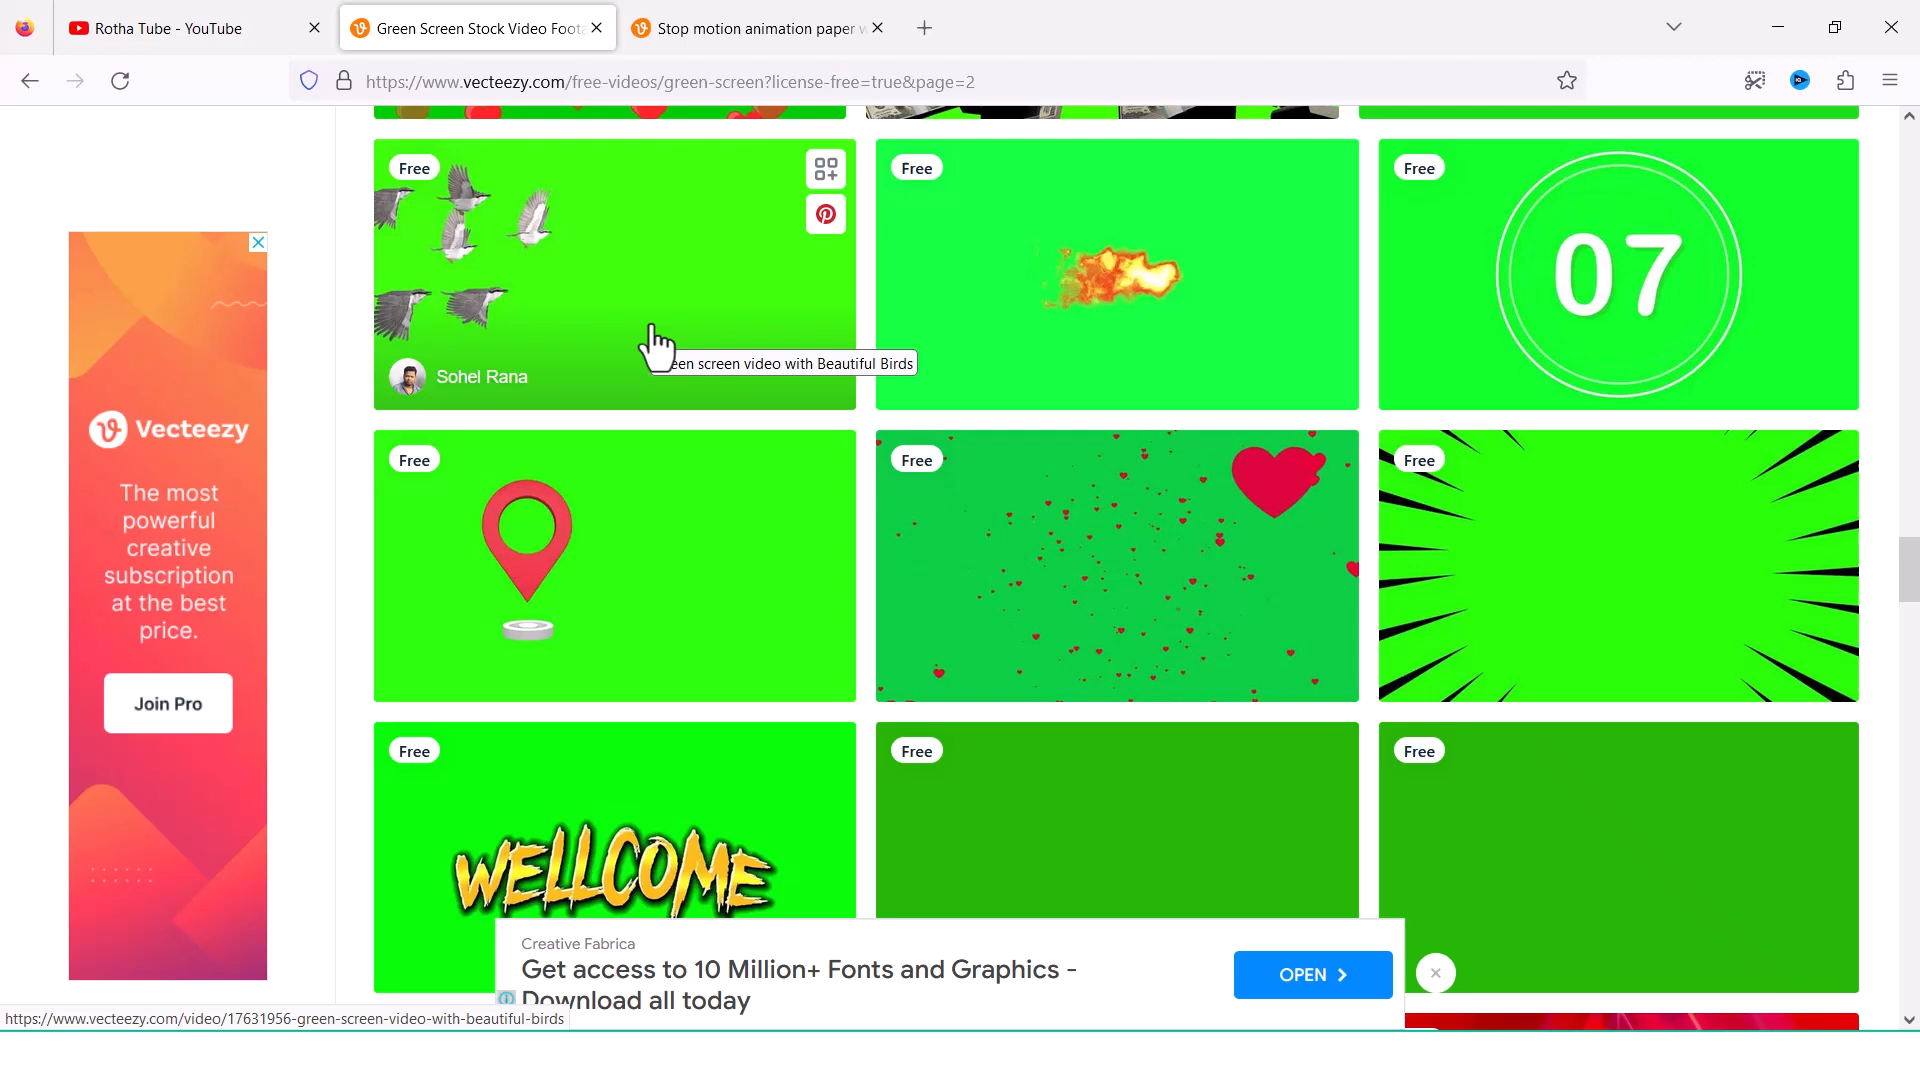 Rotha Tube - YouTube
Green Screen Stock Video Foota
Stop motion animation paper w
https://www.vecteezy.com/free-videos/green-screen?license-free=true&page=2
Free
Free
Free
07
Sohel Rana
een screen video with Beautiful Birds
Vecteezy
The most
powerful
creative
subscription
at the best
price.
Join Pro
Free
Free
Free
Free
Free
Free
WELLCOME
Creative Fabrica
Get access to 10 Million+ Fonts and Graphics -
Download all today
OPEN
https://www.vecteezy.com/video/17631956-green-screen-video-with-beautiful-birds